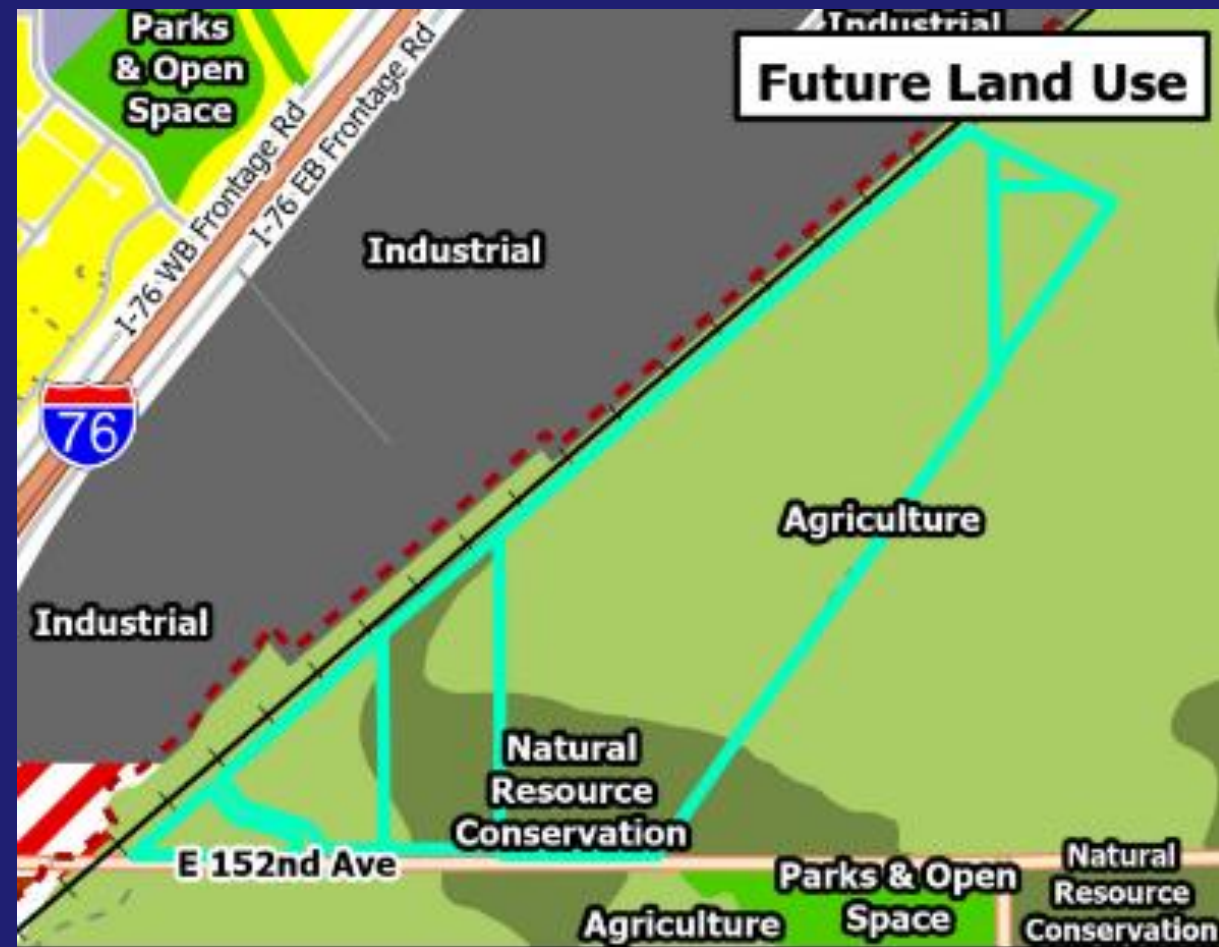 Parks
& Open
Space
Industrial
Future Land Use
I-76 WB Frontage Rd
I-76 EB Frontage Rd
Industrial
76
Agriculture
Industrial
Natural
Resource
Conservation
E 152nd Ave
Parks & Open
Space
Natural
Resource
Conservation
Agriculture